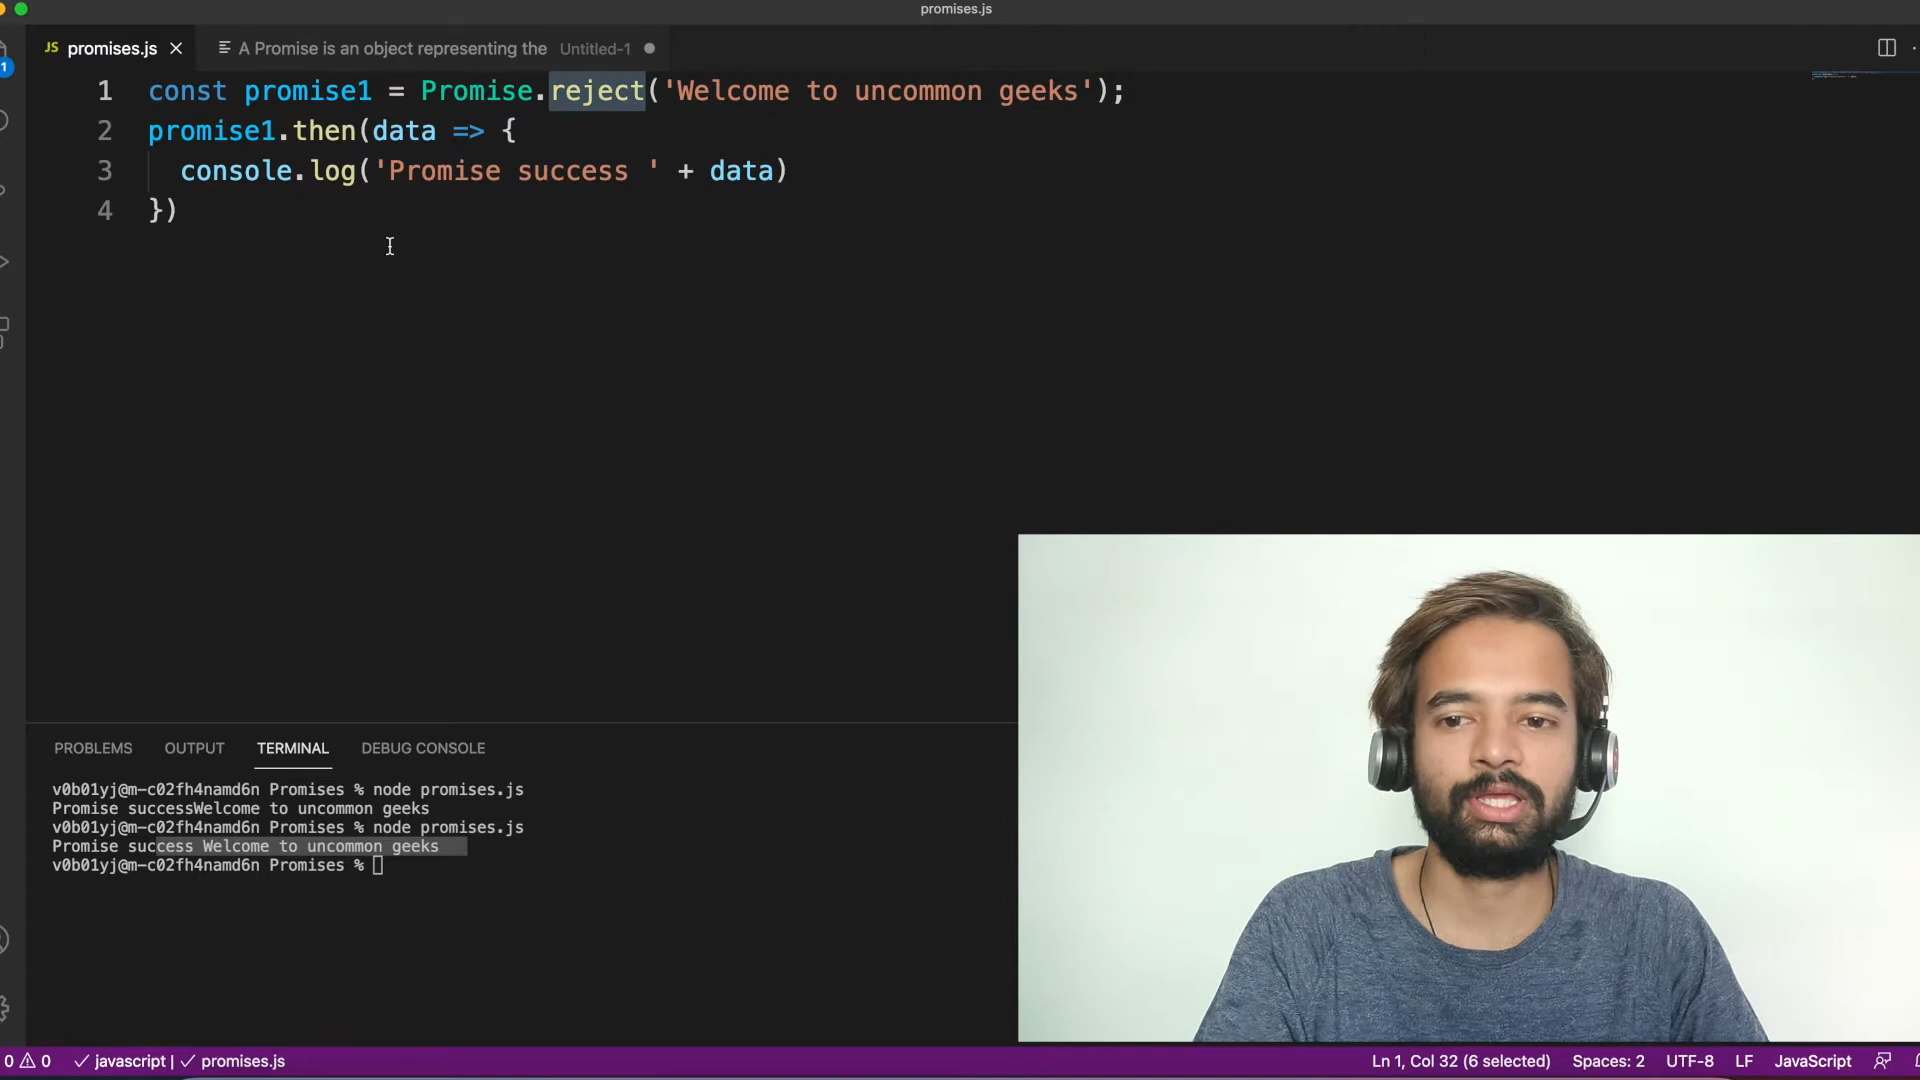 promises.js
JS promises.js
A Promise is an object representing the Untitled-1
1 const promise1 = Promise.reject('Welcome to uncommon geeks');
2 promise1.then(data => {
3 console.log('Promise success ' + data)
4 })
1
PROBLEMS OUTPUT TERMINAL DEBUG CONSOLE
v0b01yj@m-c02fh4namd6n Promises % node promises.js
Promise successWelcome to uncommon geeks
v0b01yj@m-c02fh4namd6n Promises % node promises.js
Promise success Welcome to uncommon geeks
v0b01yj@m-c02fh4namd6n Promises %
0 0 javascript | promises.js Ln 1, Col 32 (6 selected) Spaces: 2 UTF-8 LF JavaScript